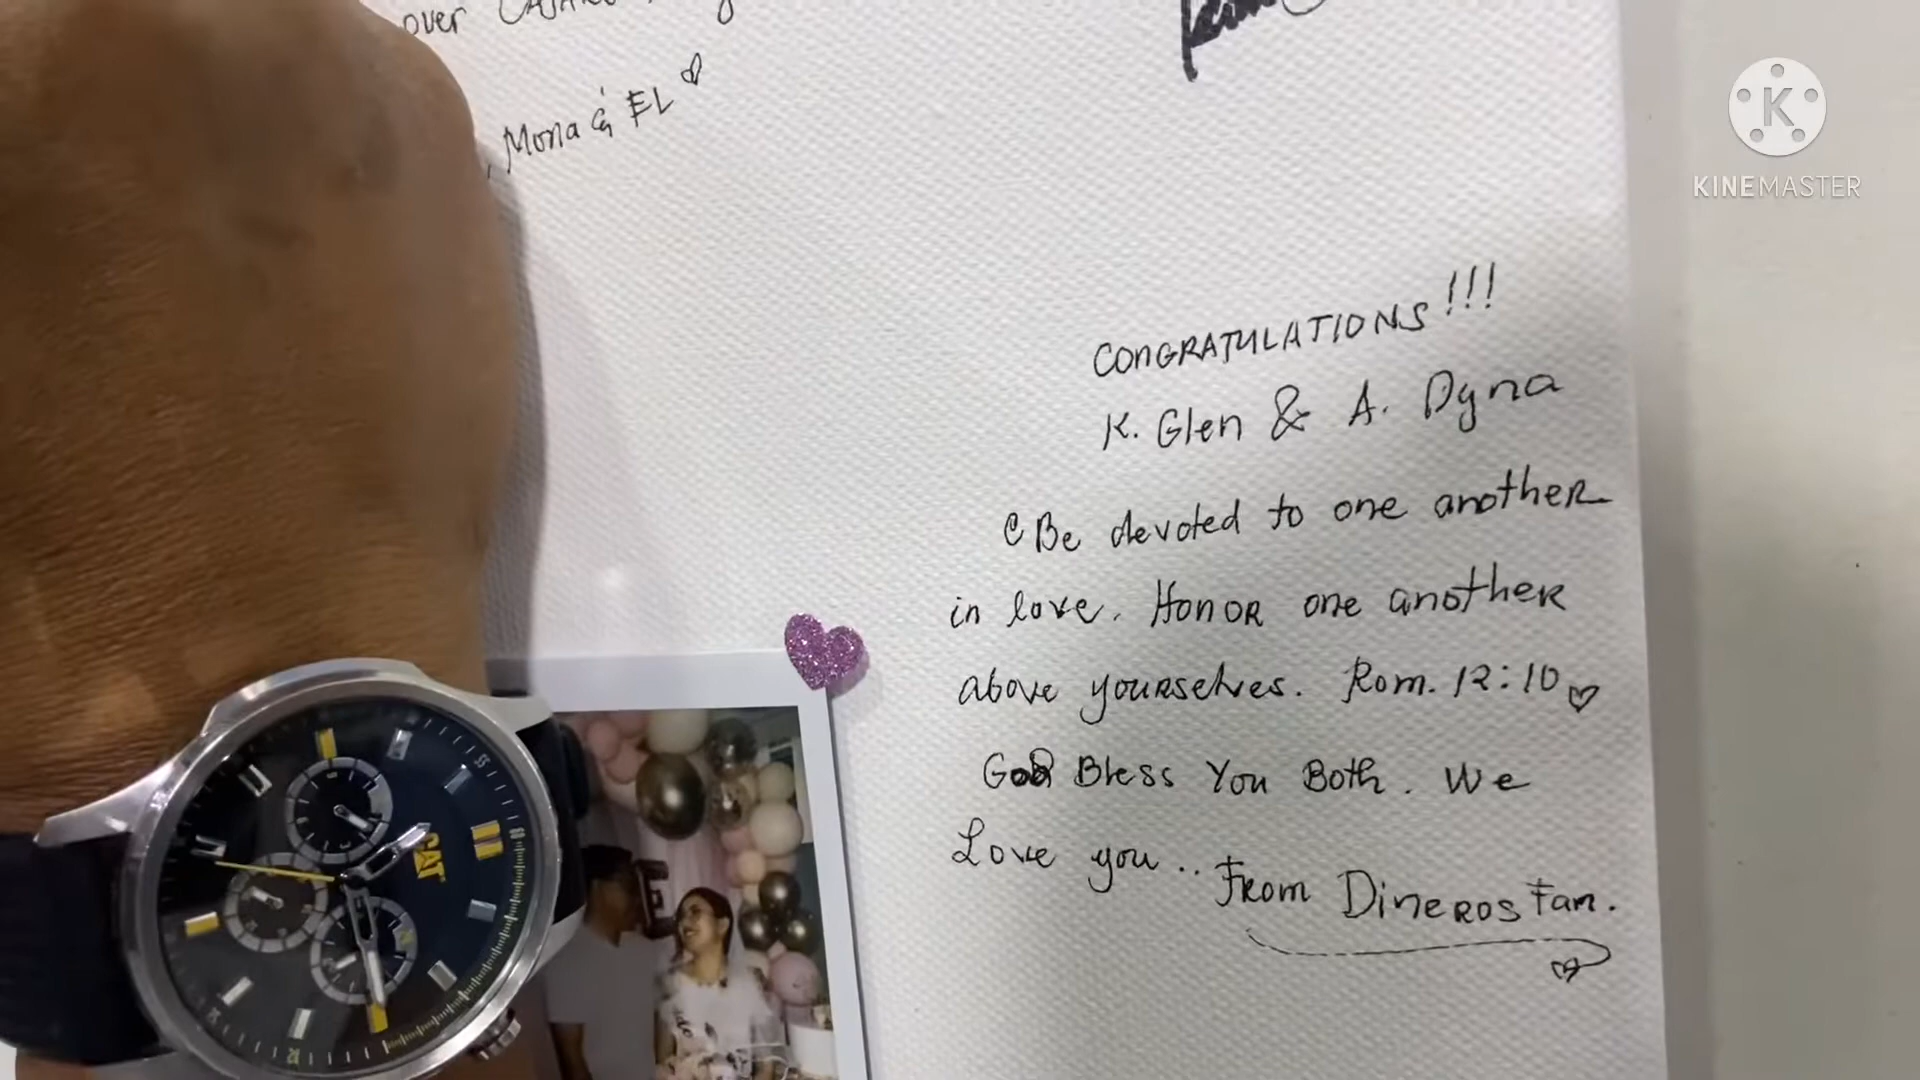 over
Mona & EL
KINEMASTER
CONGRATULATIONS!!!
K. Glen & A. Dyna
Be devoted to one another
in love. Honor one another
above yourselves. Rom. 12:10
God Bless You Both. We
Love you..
From Dineros Fam.
CAT